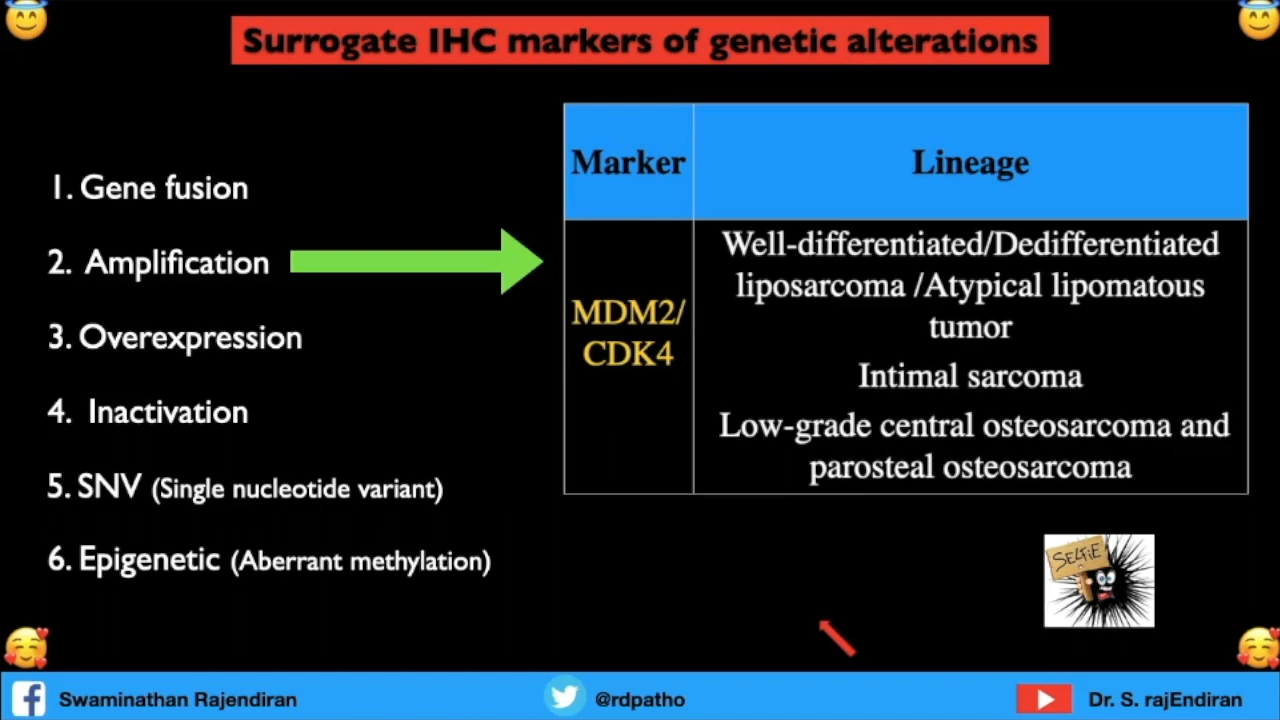 Surrogate IHC markers of genetic alterations
1. Gene fusion
2. Amplification
3. Overexpression
4. Inactivation
5. SNV (Single nucleotide variant)
6. Epigenetic (Aberrant methylation)
Marker
Lineage
MDM2/
CDK4
Well-differentiated/Dedifferentiated
liposarcoma /Atypical lipomatous
tumor
Intimal sarcoma
Low-grade central osteosarcoma and
parosteal osteosarcoma
SELFiE
Swaminathan Rajendiran
@rdpatho
Dr. S. rajEndiran